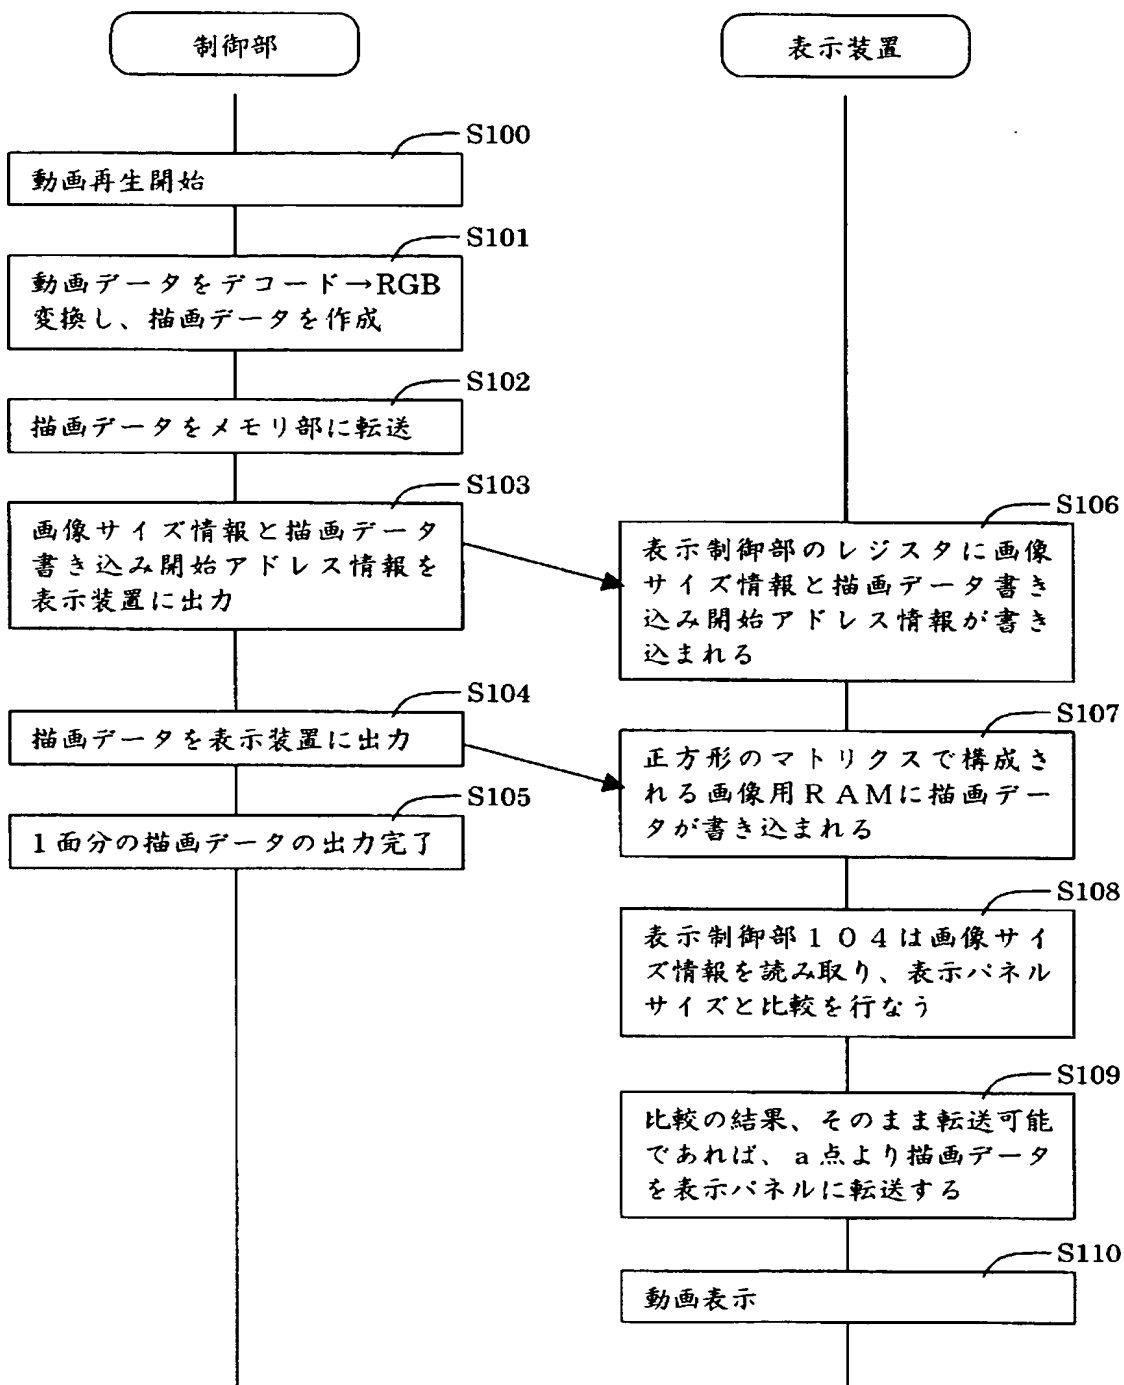 制御部
S100
動画再生開始
S101
動画データをデコード→RGB
変換し、描画データを作成
S102
描画データをメモリ部に転送
S103
画像サイズ情報と描画データ
書き込み開始アドレス情報を
表示装置に出力
S104
描画データを表示装置に出力
S105
1面分の描画データの出力完了
表示装置
S106
表示制御部のレジスタに画像
サイズ情報と描画データ書き
込み開始アドレス情報が書き
込まれる
S107
正方形のマトリクスで構成さ
れる画像用RAMに描画デー
タが書き込まれる
S108
表示制御部104は画像サイ
ズ情報を読み取り、表示パネル
サイズと比較を行なう
S109
比較の結果、そのまま転送可能
であれば、a点より描画データ
を表示パネルに転送する
S110
動画表示